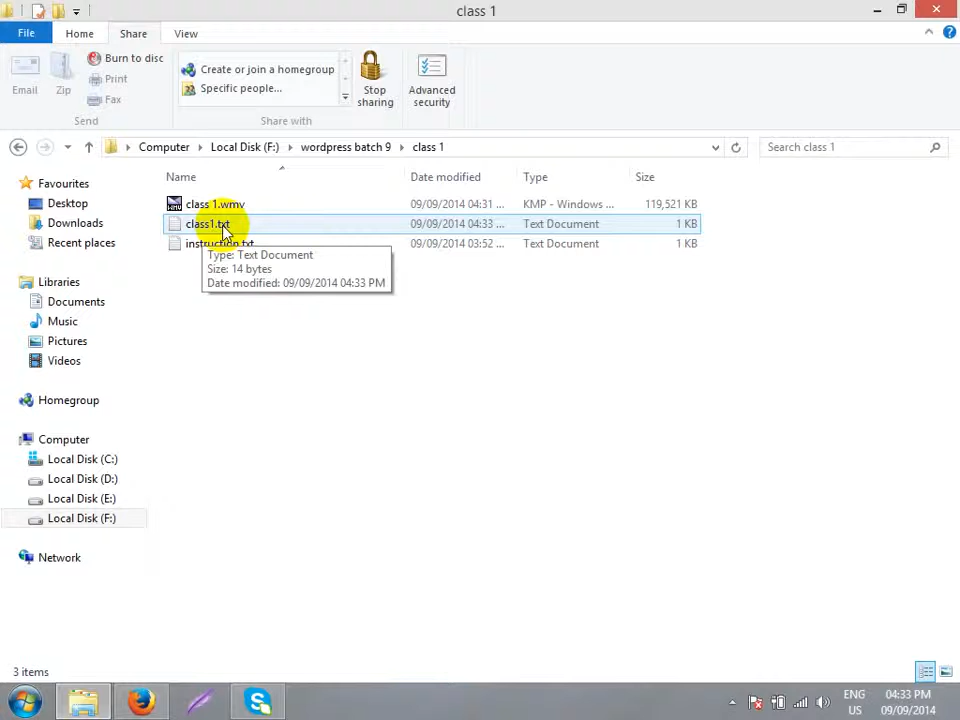 class 1
File Home Share View
Email
Zip
Burn to disc
Print
Fax
Send
Create or join a homegroup
Specific people...
Share with
Stop sharing
Advanced security
Computer Local Disk (F:) wordpress batch 9 class 1
Search class 1
Name Date modified Type Size
class 1.wmv 09/09/2014 04:31 ... KMP - Windows ... 119,521 KB
class1.txt 09/09/2014 04:33 ... Text Document 1 KB
instruction.txt 09/09/2014 03:52 ... Text Document 1 KB
Type: Text Document
Size: 14 bytes
Date modified: 09/09/2014 04:33 PM
Favourites
Desktop
Downloads
Recent places
Libraries
Documents
Music
Pictures
Videos
Homegroup
Computer
Local Disk (C:)
Local Disk (D:)
Local Disk (E:)
Local Disk (F:)
Network
3 items
ENG
US
04:33 PM
09/09/2014